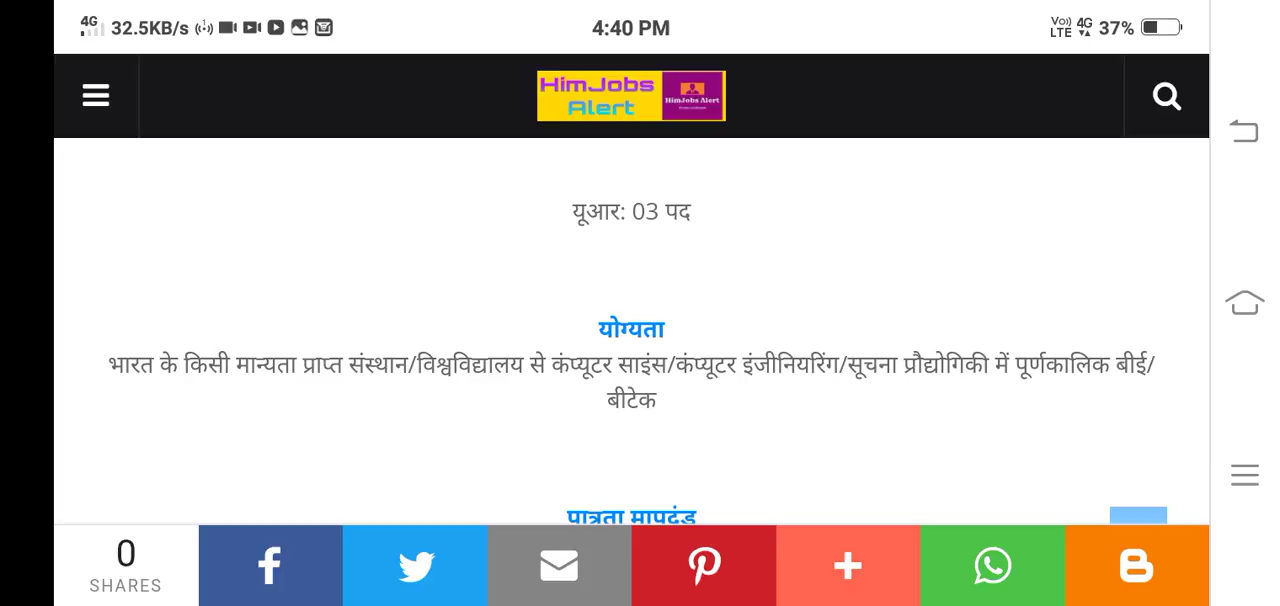 4G 32.5KB/s 4:40 PM Vo)) LTE 4G 37%
HimJobs Alert HimJobs Alert
यूआर: 03 पद
योग्यता
भारत के किसी मान्यता प्राप्त संस्थान/विश्वविद्यालय से कंप्यूटर साइंस/कंप्यूटर इंजीनियरिंग/सूचना प्रौद्योगिकी में पूर्णकालिक बीई/
बीटेक
पात्रता मापदंड
0
SHARES